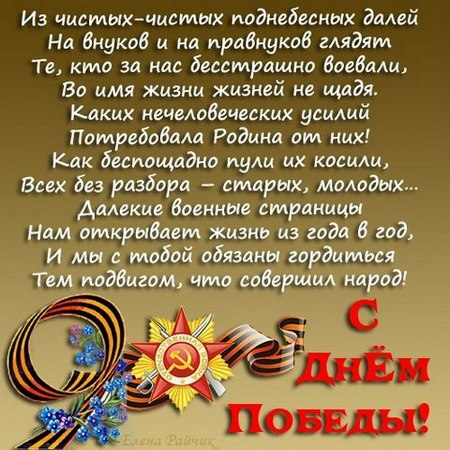 Из чистых-чистых поднебесных далей
На внуков и на правнуков глядят
Те, кто за нас бесстрашно воевали,
Во имя жизни жизней не щадя.
Каких нечеловеческих усилий
Потребовала Родина от них!
Как беспощадно пули их косили,
Всех без разбора – старых, молодых...
Далекие военные страницы
Нам открывает жизнь из года в год,
И мы с тобой обязаны гордиться
Тем подвигом, что совершил народ!
С
Днём
Победы!
Елена Райчик